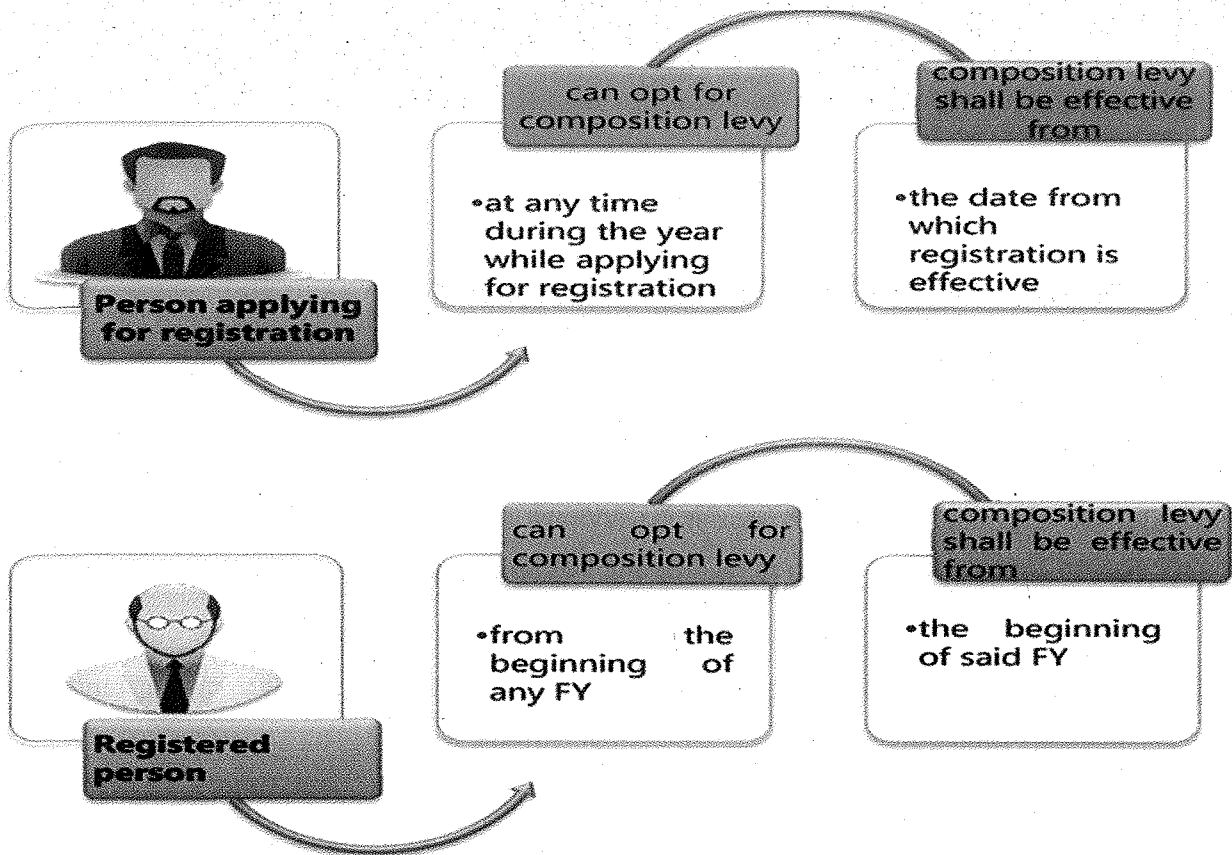 Person applying
for registration
can opt for
composition levy
•at any time
during the year
while applying
for registration
composition levy
shall be effective
from
•the date from
which
registration is
effective
Registered
person
can opt for
composition levy
•from the
beginning of
any FY
composition levy
shall be effective
from
•the beginning
of said FY